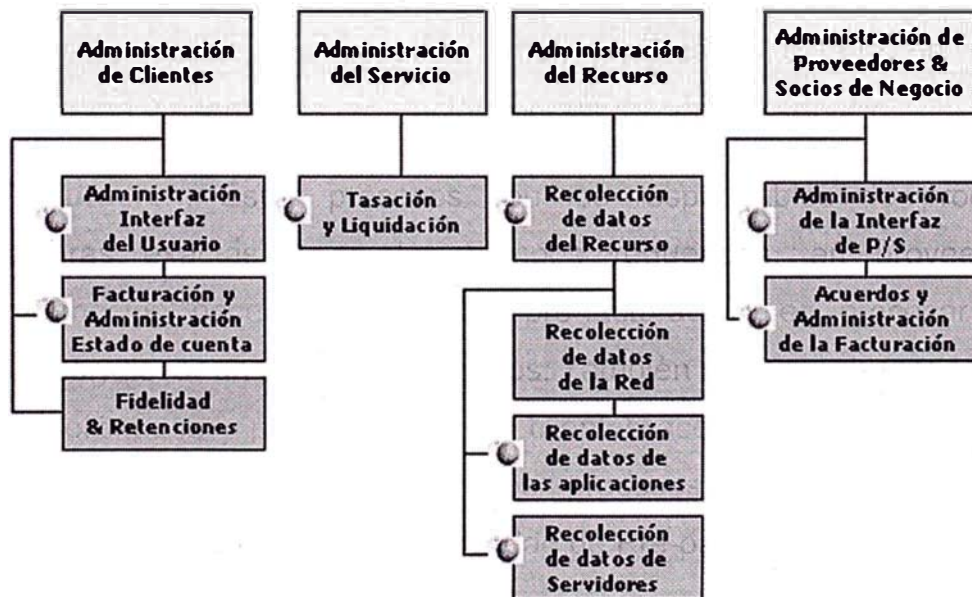 Administración
de Clientes
Administración
del Servicio
Administración
del Recurso
Administración de
Proveedores &
Socios de Negocio
Administración
Interfaz
del Usuario
Facturación y
Administración
Estado de cuenta
Fidelidad
& Retenciones
Tasación
y Liquidación
Recolección
de datos
del Recurso
Recolección
de datos
de la Red
Recolección
de datos de
las aplicaciones
Recolección
de datos de
Servidores
Administración
de la Interfaz
de P/S
Acuerdos y
Administración
de la Facturación